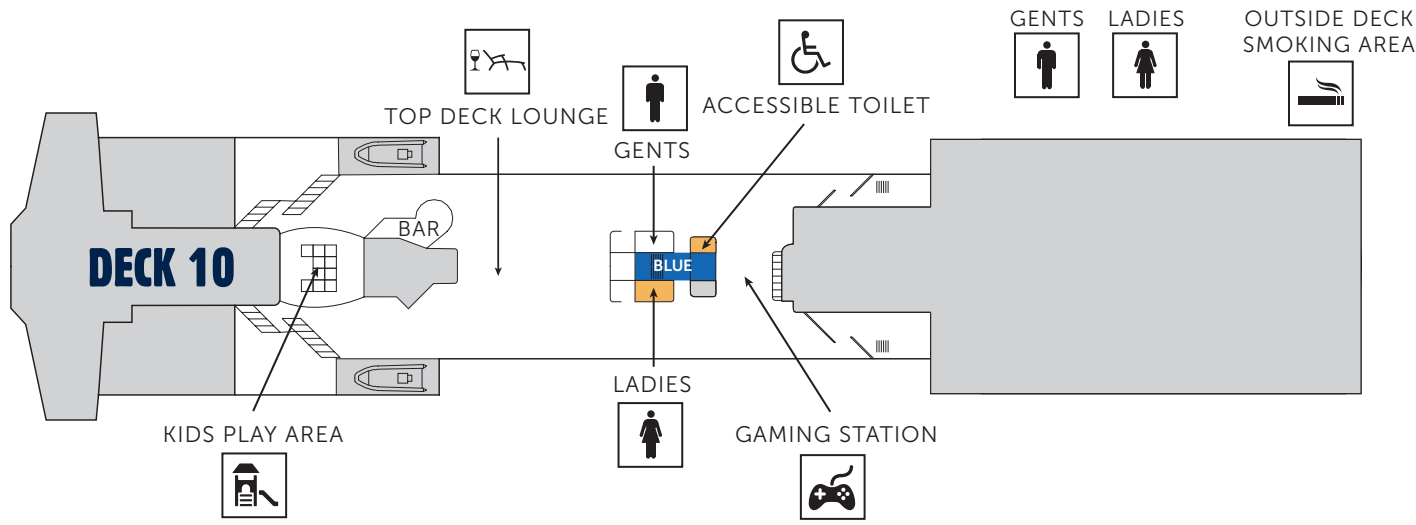 GENTS
LADIES
OUTSIDE DECK
SMOKING AREA
TOP DECK LOUNGE
ACCESSIBLE TOILET
GENTS
BAR
DECK 10
BLUE
LADIES
KIDS PLAY AREA
GAMING STATION